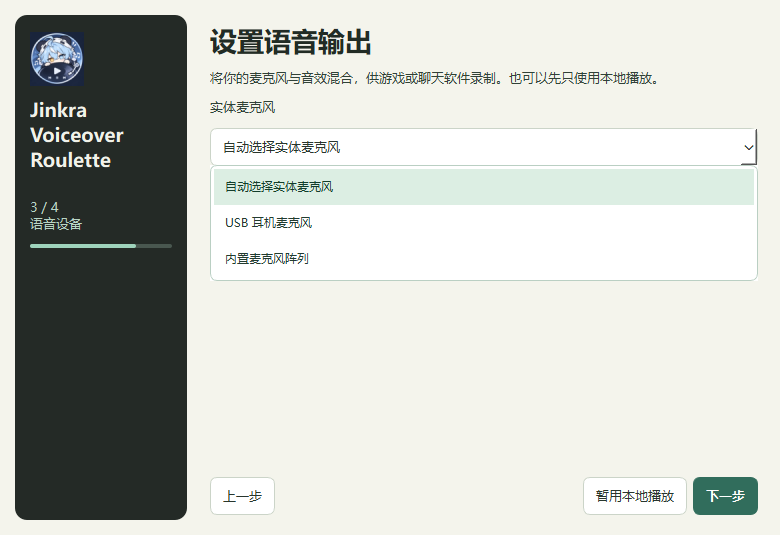 Jinkra
Voiceover
Roulette
3 / 4
语音设备
设置语音输出
将你的麦克风与音效混合，供游戏或聊天软件录制。也可以先只使用本地播放。
实体麦克风
自动选择实体麦克风
自动选择实体麦克风
USB 耳机麦克风
内置麦克风阵列
上一步
暂用本地播放
下一步